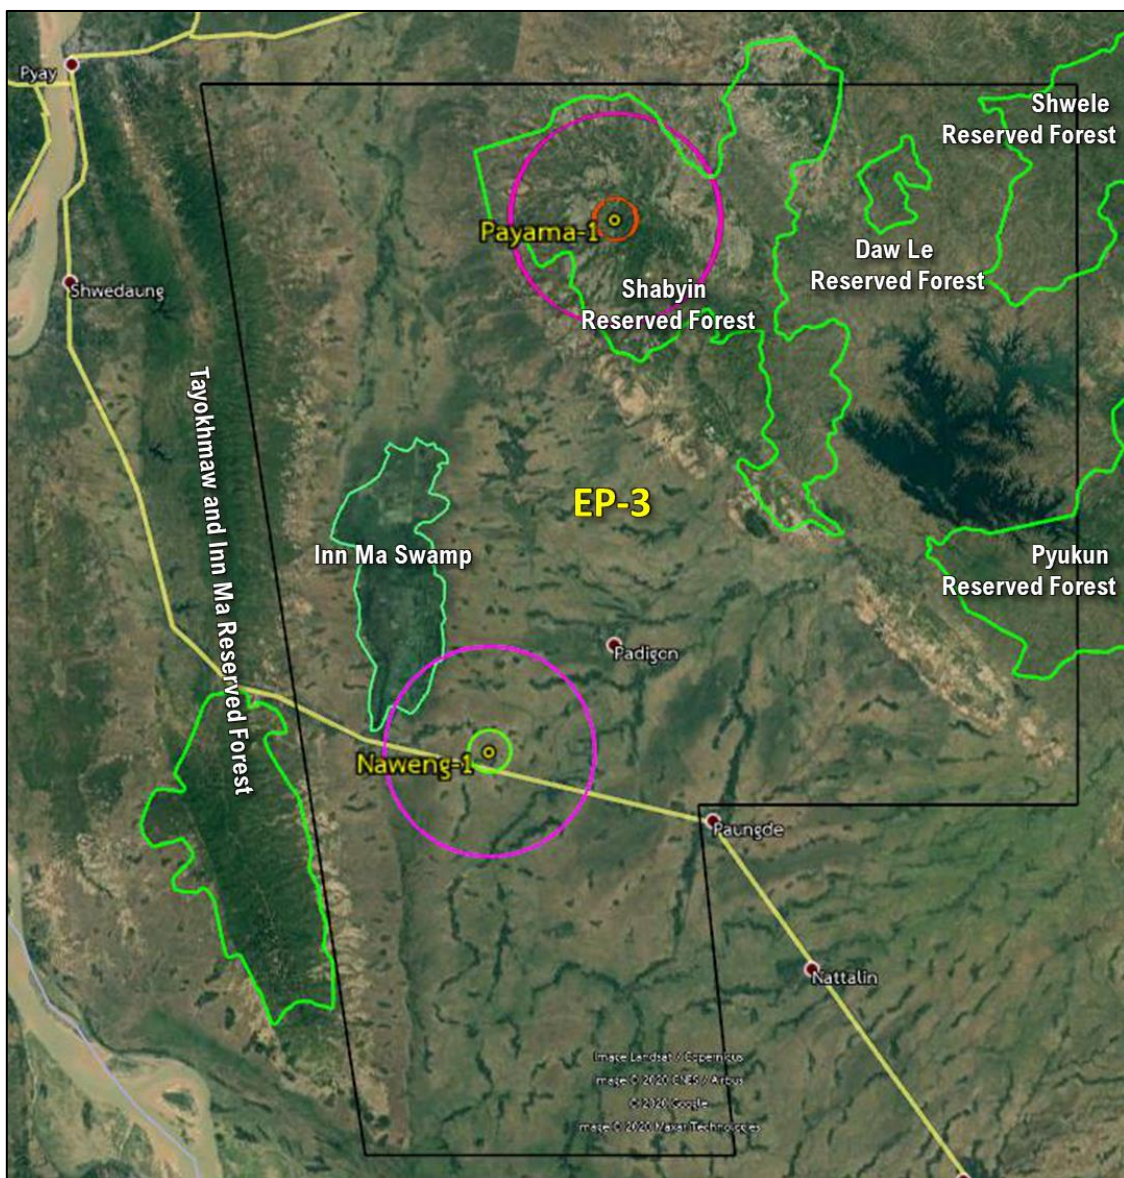 Pyay
Shwele
Reserved Forest
Payama-1
Daw Le
Reserved Forest
Shabyin
Reserved Forest
Shwedaung
Tayokhmaw and Inn Ma Reserved Forest
EP-3
Inn Ma Swamp
Pyukun
Reserved Forest
Padigon
Naweng-1
Paungde
Nattalin
Image Landsat / Copernicus
Image © 2020 CNES / Airbus
© 2020 Google
Image © 2020 Maxar Technologies